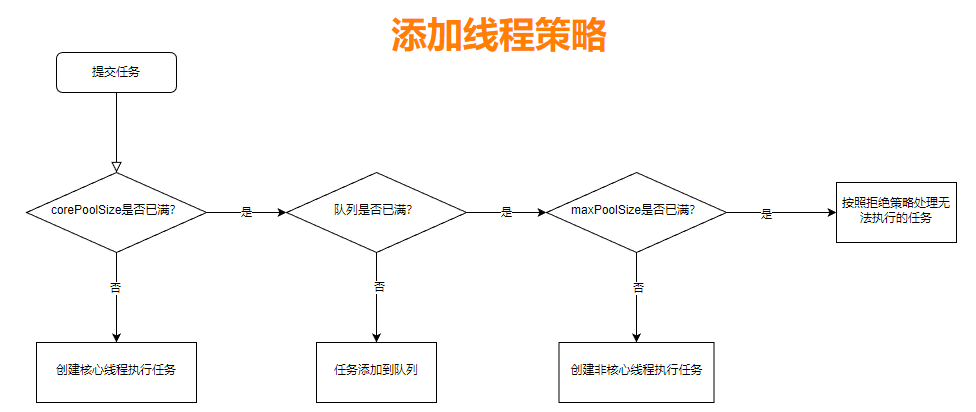 添加线程策略
提交任务
corePoolSize是否已满?
是
队列是否已满?
是
maxPoolSize是否已满?
是
按照拒绝策略处理无
法执行的任务
否
否
否
创建核心线程执行任务
任务添加到队列
创建非核心线程执行任务